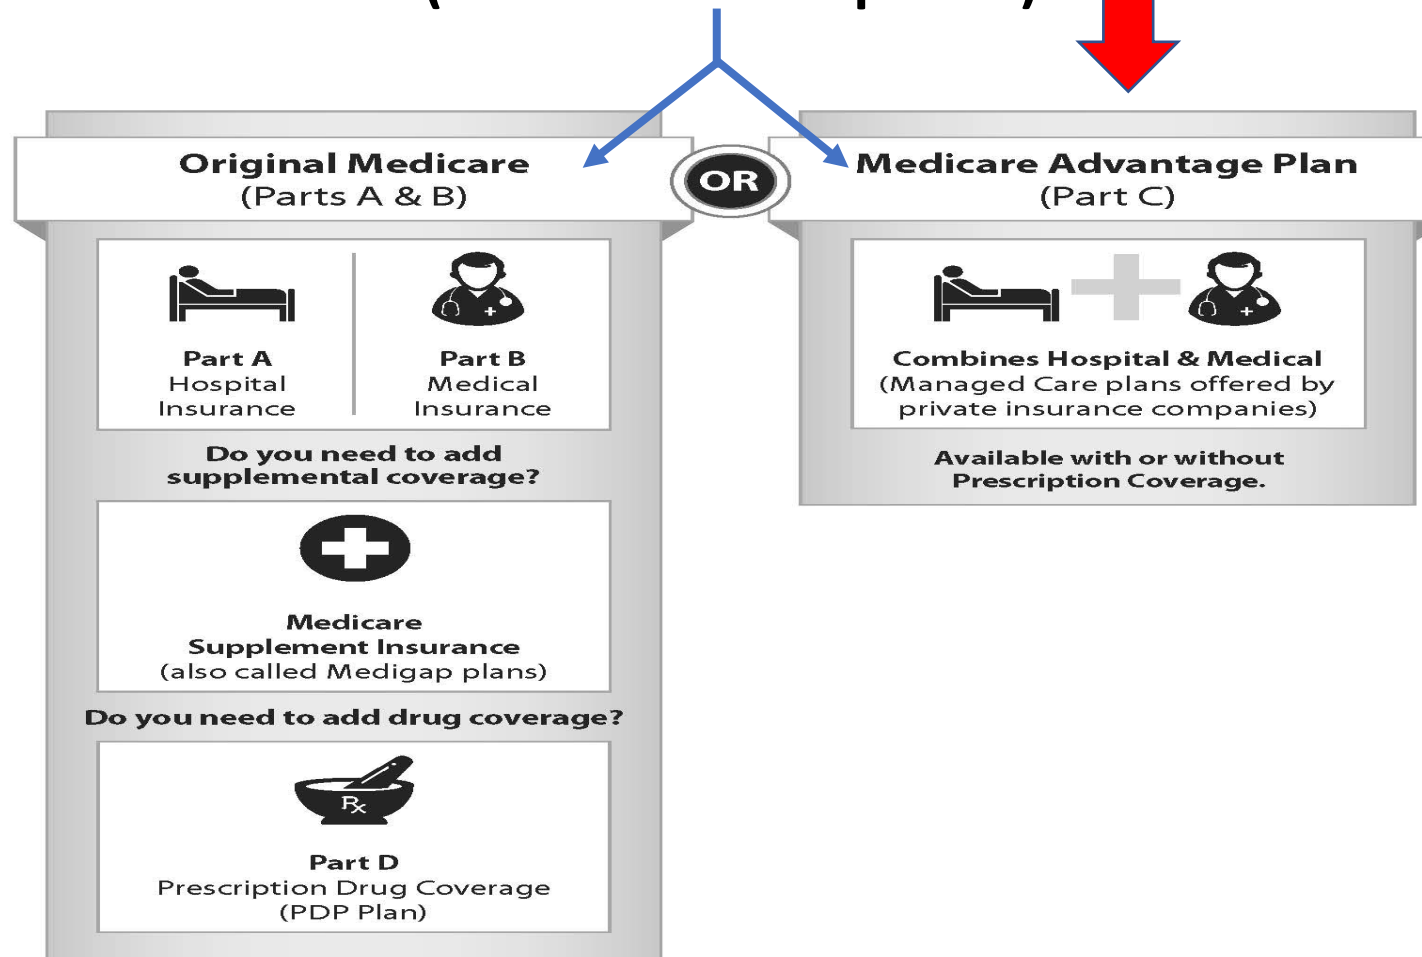 Original Medicare
(Parts A & B)
OR
Medicare Advantage Plan
(Part C)
Part A
Hospital
Insurance
Part B
Medical
Insurance
Do you need to add
supplemental coverage?
Medicare
Supplement Insurance
(also called Medigap plans)
Do you need to add drug coverage?
Rx
Part D
Prescription Drug Coverage
(PDP Plan)
Combines Hospital & Medical
(Managed Care plans offered by
private insurance companies)
Available with or without
Prescription Coverage.